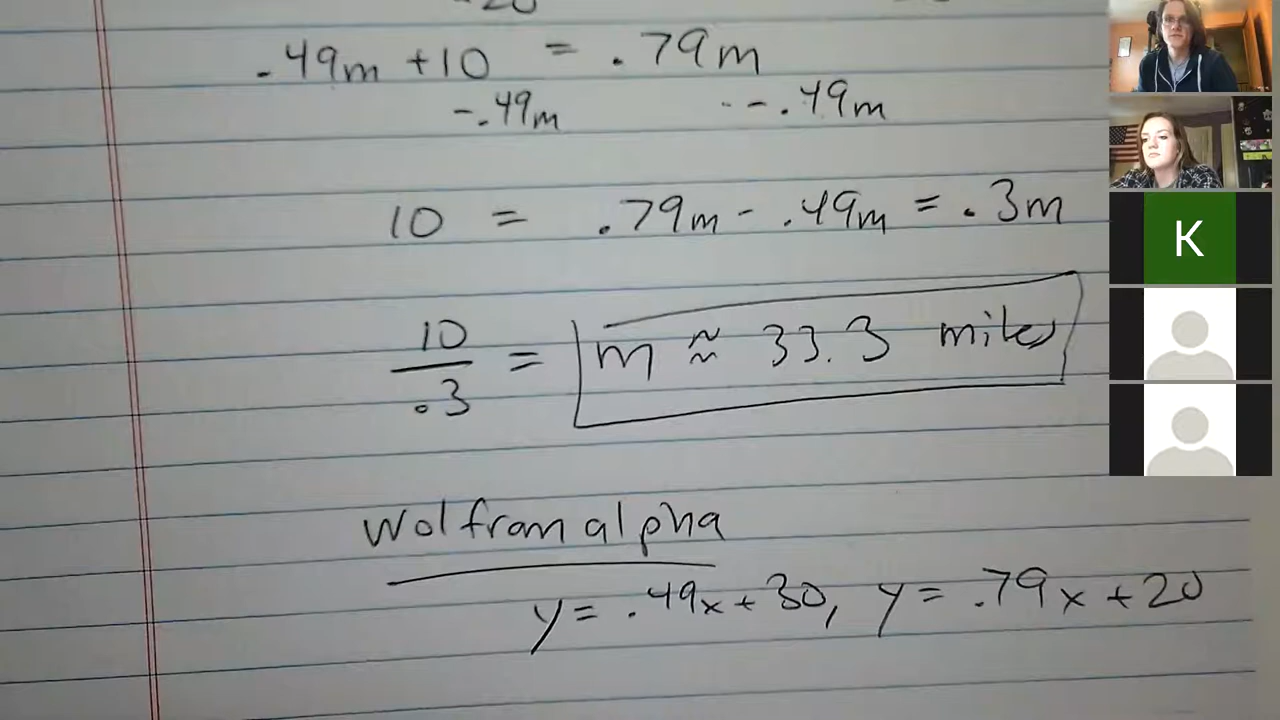 -20
.49m + 10 = .79m
-.49m - -.49m
10 = .79m - .49m = .3m
10/.3 = m ≈ 33.3 miles
Wolfram alpha
y = .49x + 30, y = .79x + 20
K